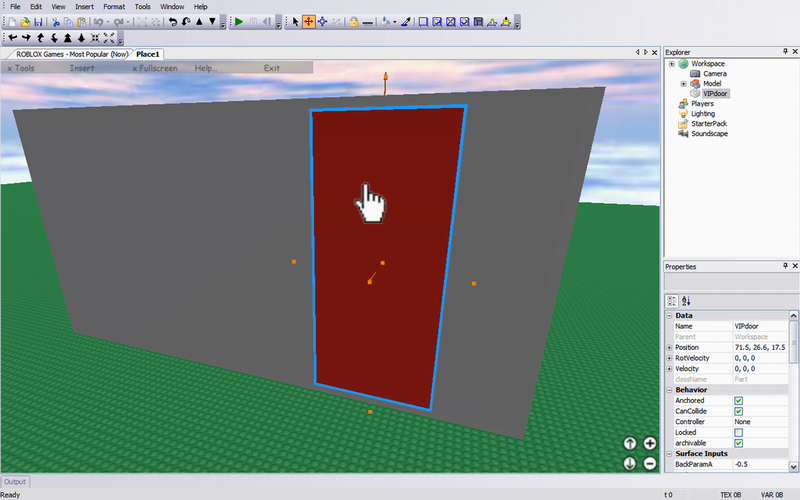 File Edit View Insert Format Tools Window Help
ROBLOX Games - Most Popular (Now) Place1
x Tools Insert x Fullscreen Help... Exit
Explorer
Workspace
Camera
Model
VIPdoor
Players
Lighting
StarterPack
Soundscape
Properties
Data
Name VIPdoor
Parent Workspace
Position 71.5, 26.6, 17.5
RotVelocity 0, 0, 0
Velocity 0, 0, 0
className Part
Behavior
Anchored
CanCollide
Controller None
Locked
archivable
Surface Inputs
BackParamA -0.5
Output
Ready t:0 TEX 0B VAR 0B